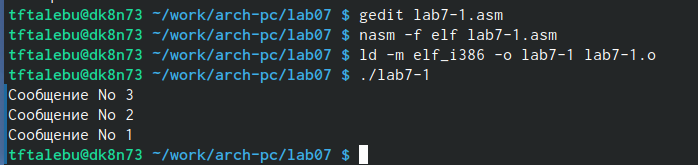 tftalebu@dk8n73 ~/work/arch-pc/lab07 $ gedit lab7-1.asm
tftalebu@dk8n73 ~/work/arch-pc/lab07 $ nasm -f elf lab7-1.asm
tftalebu@dk8n73 ~/work/arch-pc/lab07 $ ld -m elf_i386 -o lab7-1 lab7-1.o
tftalebu@dk8n73 ~/work/arch-pc/lab07 $ ./lab7-1
Сообщение No 3
Сообщение No 2
Сообщение No 1
tftalebu@dk8n73 ~/work/arch-pc/lab07 $